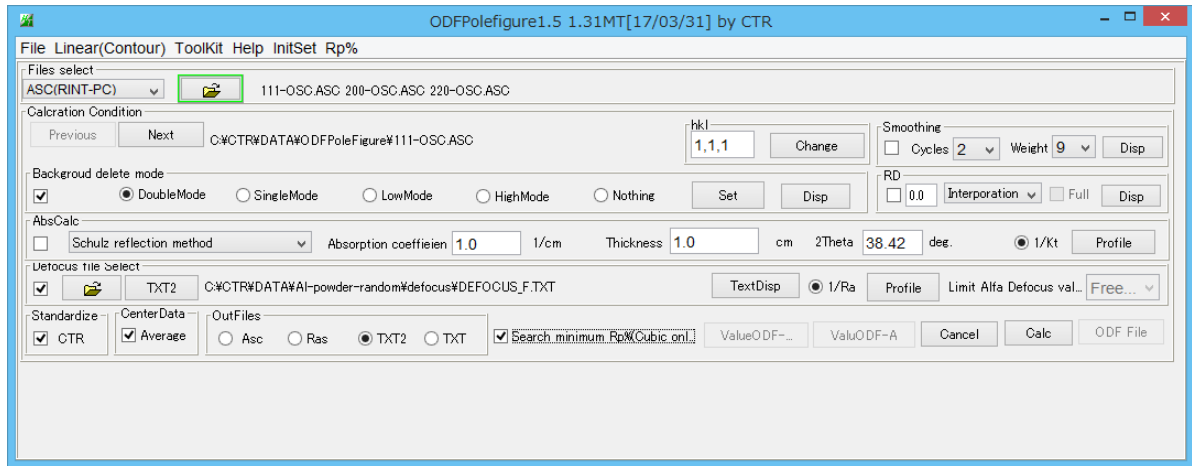 ODFPolefigure1.5 1.31MT[17/03/31] by CTR
File Linear(Contour) ToolKit Help InitSet Rp%
Files select
ASC(RINT-PC) 111-OSC.ASC 200-OSC.ASC 220-OSC.ASC
Calcration Condition
Previous Next C:¥CTR¥DATA¥ODFPoleFigure¥111-OSC.ASC
hkl
1,1,1 Change
Smoothing
Cycles 2 Weight 9 Disp
Backgroud delete mode
DoubleMode SingleMode LowMode HighMode Nothing Set Disp
RD
0.0 Interporation Full Disp
AbsCalc
Schulz reflection method Absorption coeffieien 1.0 1/cm Thickness 1.0 cm 2Theta 38.42 deg. 1/Kt Profile
Defocus file Select
TXT2 C:¥CTR¥DATA¥Al-powder-random¥defocus¥DEFOCUS_F.TXT TextDisp 1/Ra Profile Limit Alfa Defocus val... Free...
Standardize
CTR
CenterData
Average
OutFiles
Asc Ras TXT2 TXT
Search minimum Rp%(Cubic onl.. ValueODF-... ValuODF-A Cancel Calc ODF File